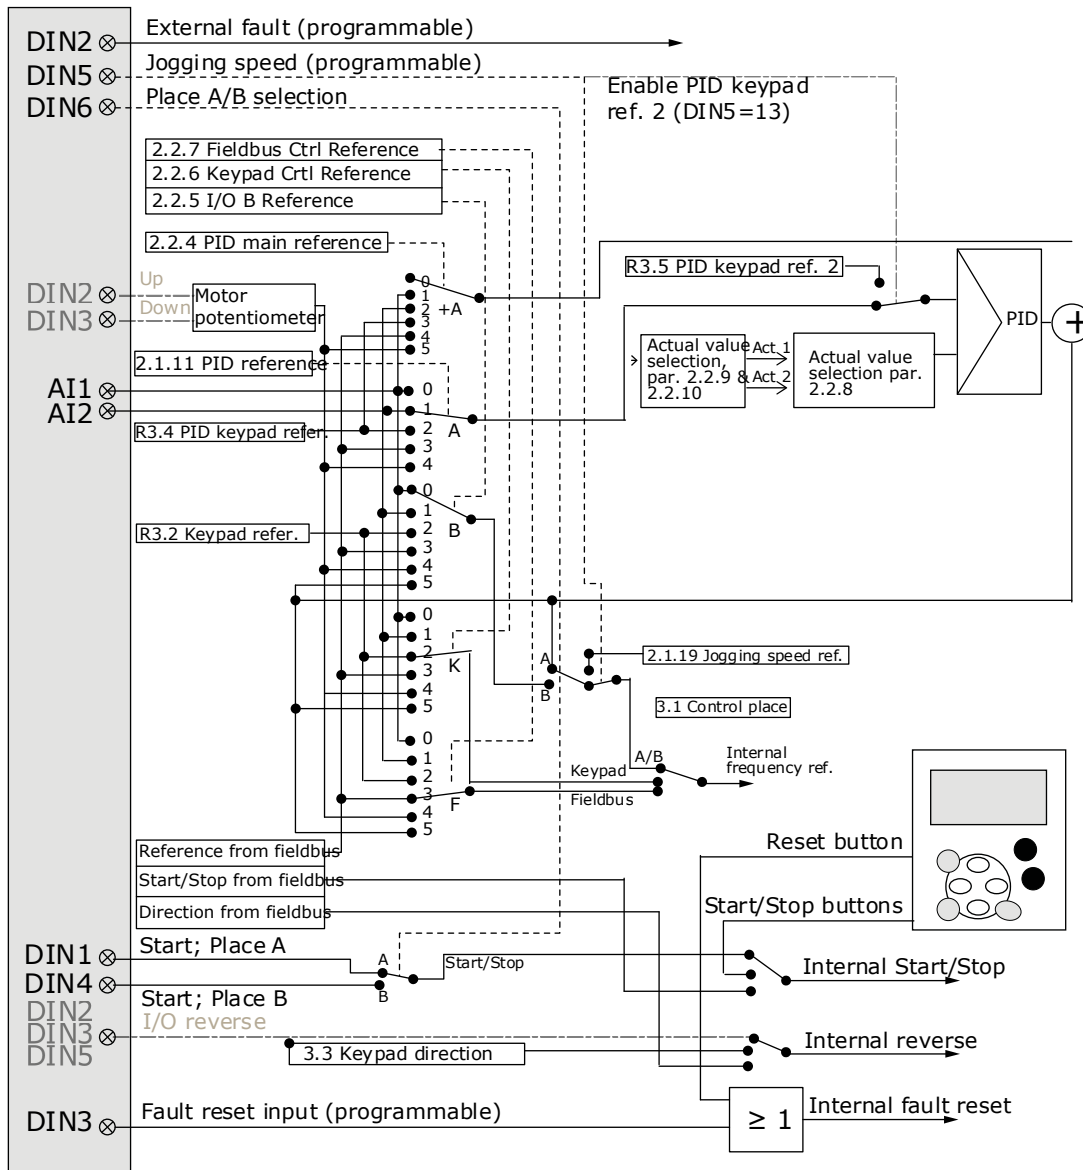 External fault (programmable)
DIN2
Jogging speed (programmable)
DIN5
Place A/B selection
DIN6
Enable PID keypad
ref. 2 (DIN5=13)
2.2.7 Fieldbus Ctrl Reference
2.2.6 Keypad Crtl Reference
2.2.5 I/O B Reference
2.2.4 PID main reference
R3.5 PID keypad ref. 2
Up
DIN2
Down
DIN3
Motor
potentiometer
0
1
2
+A
3
4
5
PID
+
Actual value
selection,
par. 2.2.9 &
2.2.10
Act.1
Act.2
Actual value
selection par.
2.2.8
2.1.11 PID reference
AI1
AI2
R3.4 PID keypad refer.
0
1
2
A
3
4
0
1
B
2
3
4
5
R3.2 Keypad refer.
0
1
2
K
3
4
5
A
B
2.1.19 Jogging speed ref.
3.1 Control place
0
1
2
3
F
4
5
A/B
Keypad
Fieldbus
Internal
frequency ref.
Reference from fieldbus
Start/Stop from fieldbus
Direction from fieldbus
Reset button
Start/Stop buttons
Start; Place A
DIN1
A
B
Start/Stop
Internal Start/Stop
DIN4
Start; Place B
DIN2
I/O reverse
DIN3
DIN5
3.3 Keypad direction
Internal reverse
Fault reset input (programmable)
DIN3
≥ 1
Internal fault reset